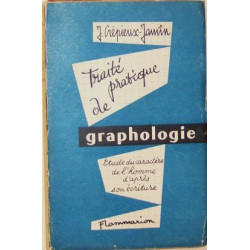 J. Crépieux-Jamin
Traité
pratique
de
graphologie
Etude du caractère
de l'homme
d'après
son écriture
Flammarion